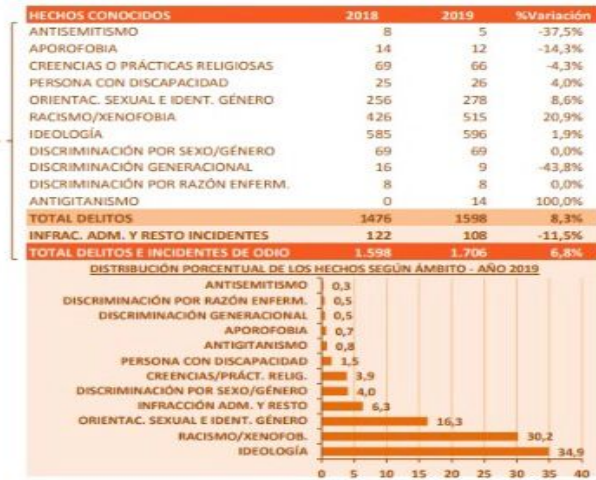 HECHOS CONOCIDOS 2018 2019 %Variación
ANTISEMITISMO 8 5 -37,5%
APOROFOBIA 14 12 -14,3%
CREENCIAS O PRÁCTICAS RELIGIOSAS 69 66 -4,3%
PERSONA CON DISCAPACIDAD 25 26 4,0%
ORIENTAC. SEXUAL E IDENT. GÉNERO 256 278 8,6%
RACISMO/XENOFOBIA 426 515 20,9%
IDEOLOGÍA 585 596 1,9%
DISCRIMINACIÓN POR SEXO/GÉNERO 69 69 0,0%
DISCRIMINACIÓN GENERACIONAL 16 9 -43,8%
DISCRIMINACIÓN POR RAZÓN ENFERM. 8 8 0,0%
ANTIGITANISMO 0 14 100,0%
TOTAL DELITOS 1476 1598 8,3%
INFRAC. ADM. Y RESTO INCIDENTES 122 108 -11,5%
TOTAL DELITOS E INCIDENTES DE ODIO 1.598 1.706 6,8%
DISTRIBUCIÓN PORCENTUAL DE LOS HECHOS SEGÚN ÁMBITO - AÑO 2019
ANTISEMITISMO 0,3
DISCRIMINACIÓN POR RAZÓN ENFERM. 0,5
DISCRIMINACIÓN GENERACIONAL 0,5
APOROFOBIA 0,7
ANTIGITANISMO 0,8
PERSONA CON DISCAPACIDAD 1,5
CREENCIAS/PRÁCT. RELIG. 3,9
DISCRIMINACIÓN POR SEXO/GÉNERO 4,0
INFRACCIÓN ADM. Y RESTO 6,3
ORIENTAC. SEXUAL E IDENT. GÉNERO 16,3
RACISMO/XENOFOB. 30,2
IDEOLOGÍA 34,9
0 5 10 15 20 25 30 35 40